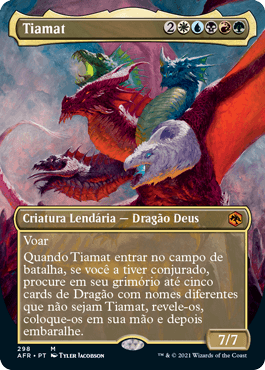 Tiamat 2
Criatura Lendária — Dragão Deus
Voar
Quando Tiamat entrar no campo de
batalha, se você a tiver conjurado,
procure em seu grimório até cinco
cards de Dragão com nomes diferentes
que não sejam Tiamat, revele-os,
coloque-os em sua mão e depois
embaralhe.
7/7
298 M
AFR • PT Tyler Jacobson
™ & © 2021 Wizards of the Coast